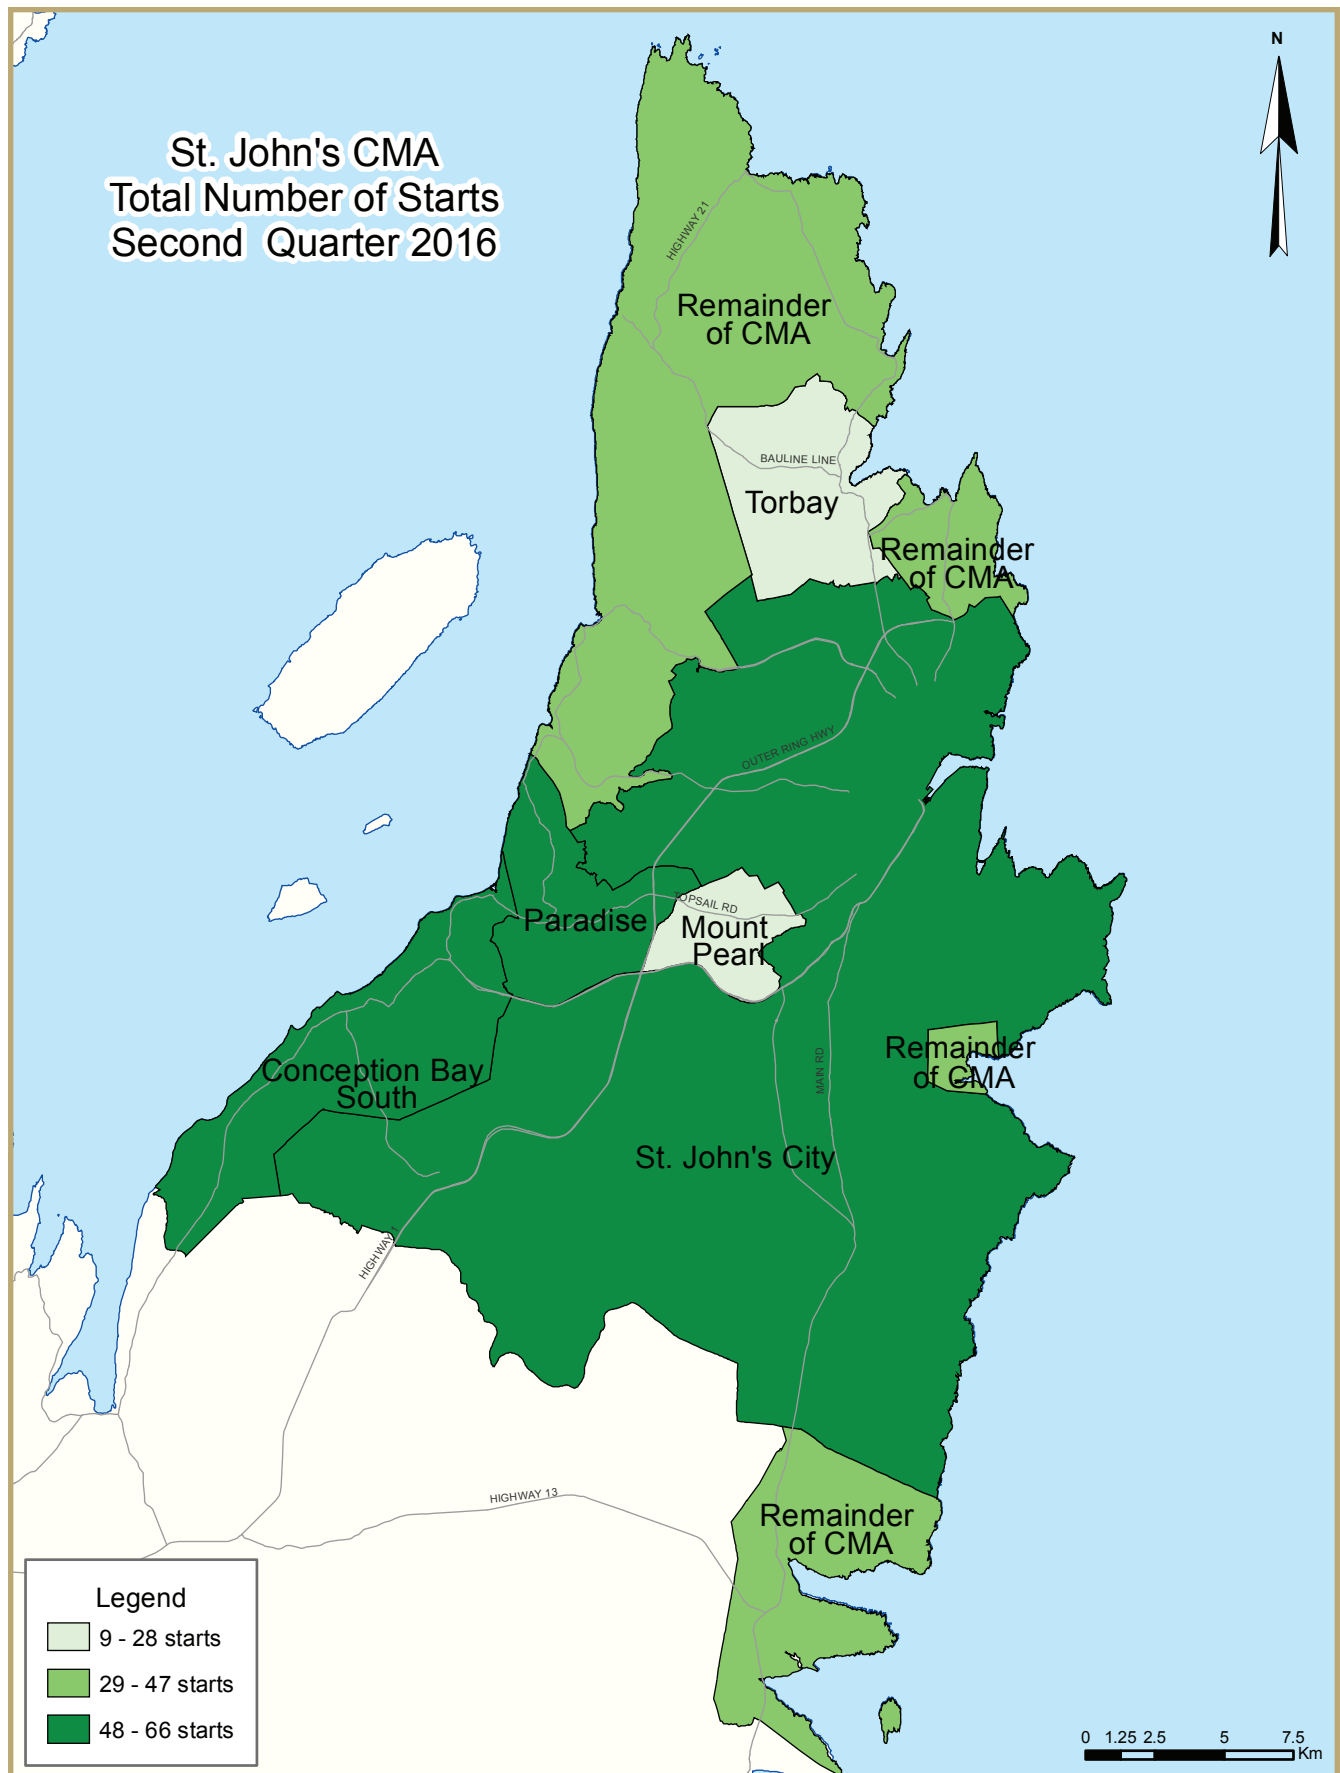 St. John's CMA
Total Number of Starts
Second Quarter 2016
N
HIGHWAY 21
Remainder
of CMA
BAULINE LINE
Torbay
Remainder
of CMA
OUTER RING HWY
TOPSAIL RD
Paradise
Mount
Pearl
Remainder
of CMA
MAIN RD
Conception Bay
South
St. John's City
HIGHWAY 1
HIGHWAY 13
Remainder
of CMA
Legend
9 - 28 starts
29 - 47 starts
48 - 66 starts
0 1.25 2.5 5 7.5
Km